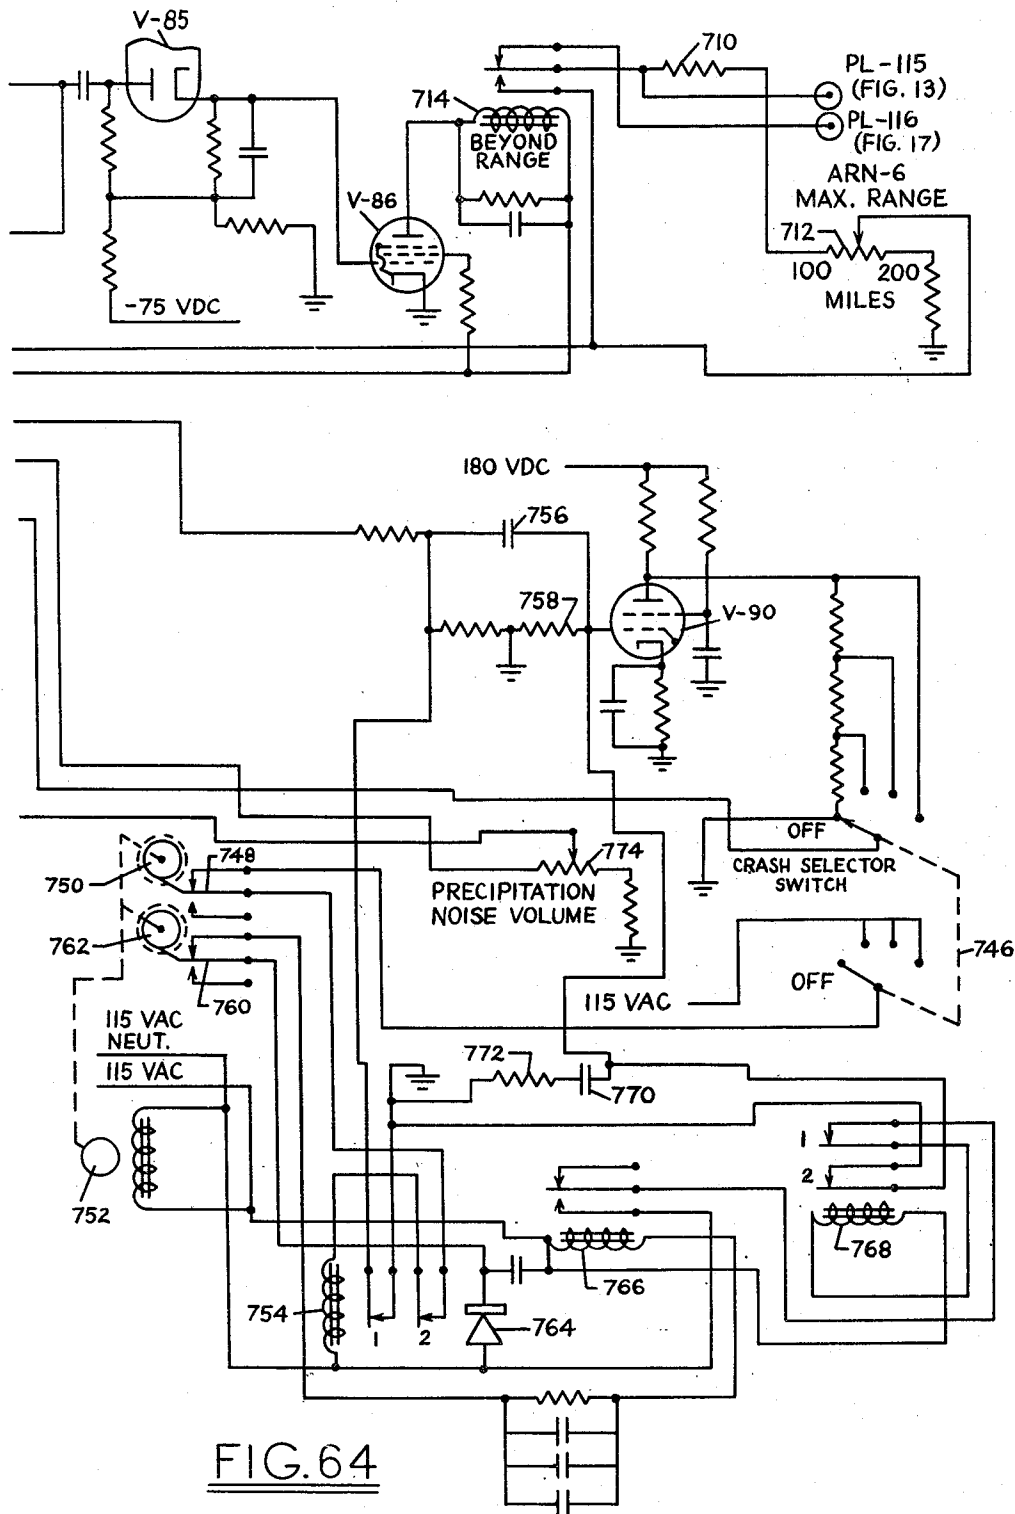 V-85
710
PL-115
(FIG. 13)
714
PL-116
(FIG. 17)
BEYOND
RANGE
ARN-6
MAX. RANGE
V-86
712
100
200
MILES
-75 VDC
180 VDC
756
758
V-90
OFF
748
774
CRASH SELECTOR
SWITCH
750
PRECIPITATION
NOISE VOLUME
762
746
OFF
760
115 VAC
115 VAC
NEUT.
772
115 VAC
770
1
2
752
768
766
754
764
1
2
FIG. 64